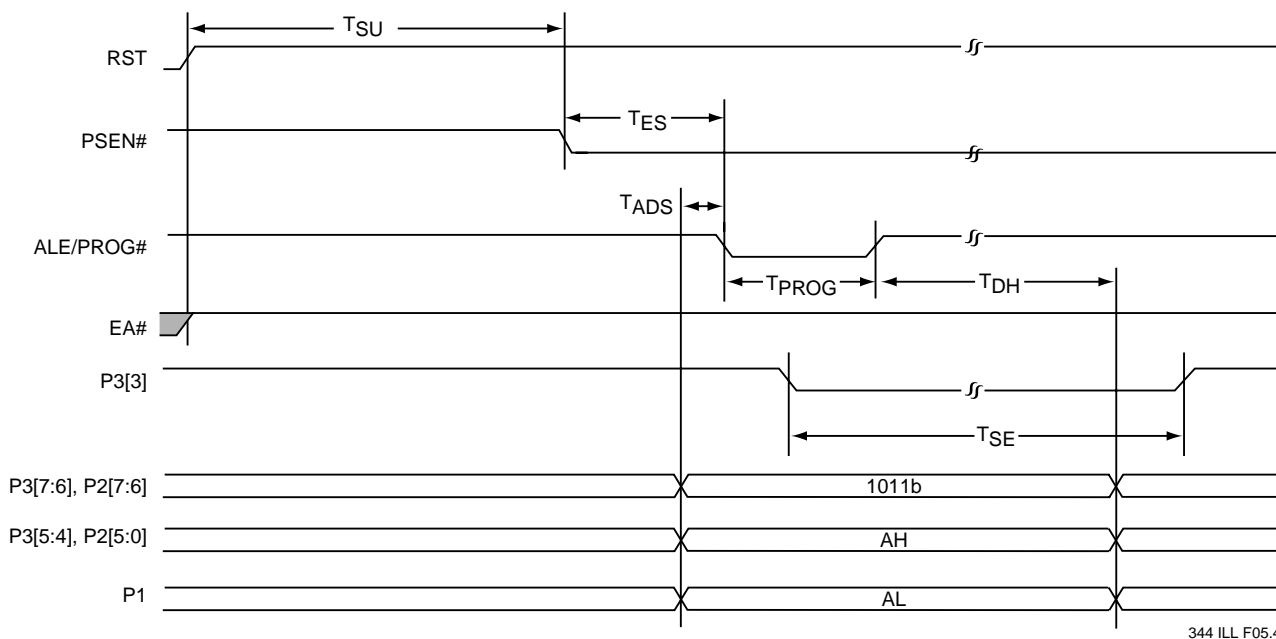 TSU
RST
TES
PSEN#
TADS
ALE/PROG#
TPROG
TDH
EA#
P3[3]
TSE
P3[7:6], P2[7:6]
1011b
P3[5:4], P2[5:0]
AH
P1
AL
344 ILL F05.4